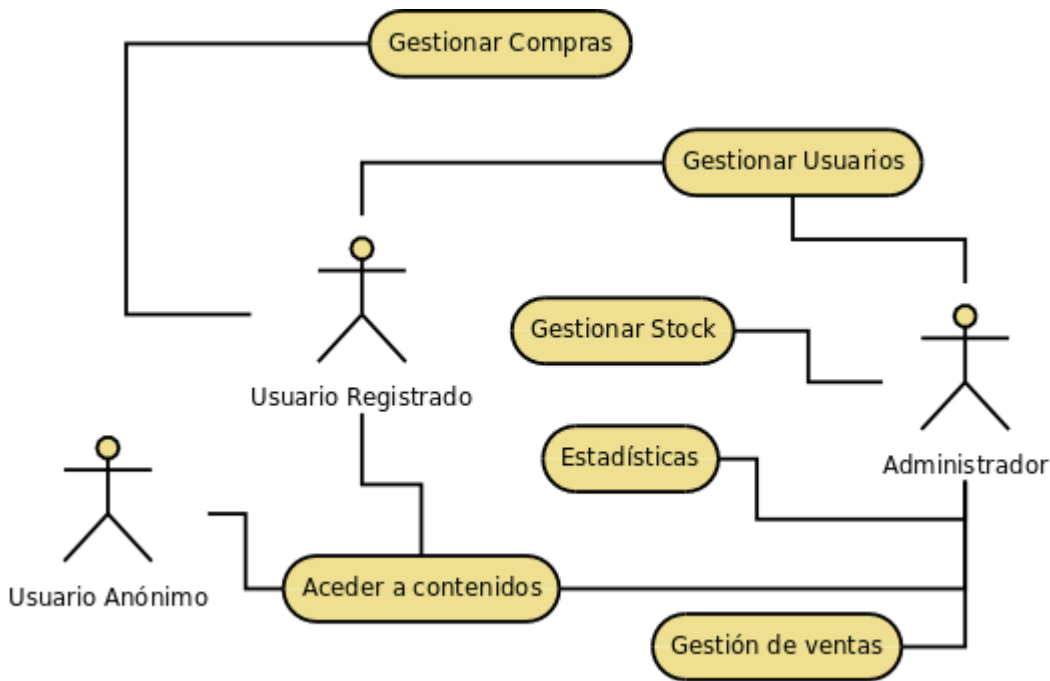 Gestionar Compras
Gestionar Usuarios
Gestionar Stock
Usuario Registrado
Estadísticas
Administrador
Aceder a contenidos
Usuario Anónimo
Gestión de ventas